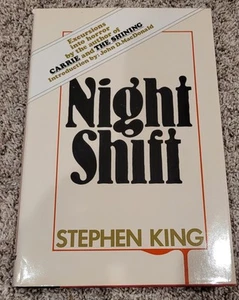 Excursions
into horror
by the author of
CARRIE and THE SHINING
Introduction by: John D. MacDonald
Night
Shift
STEPHEN KING